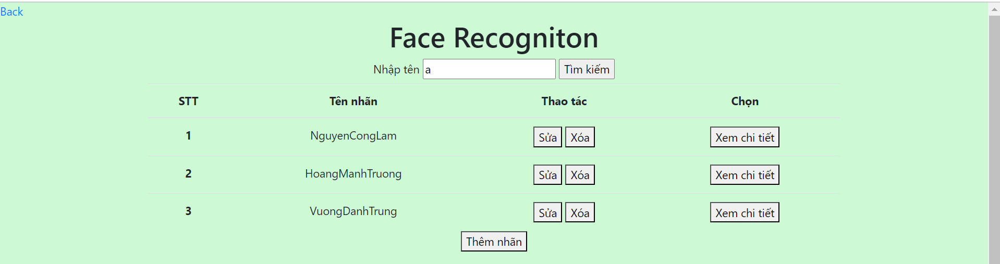 Back
Face Recogniton
Nhập tên a Tìm kiếm
STT Tên nhãn Thao tác Chọn
1 NguyenCongLam Sửa Xóa Xem chi tiết
2 HoangManhTruong Sửa Xóa Xem chi tiết
3 VuongDanhTrung Sửa Xóa Xem chi tiết
Thêm nhãn